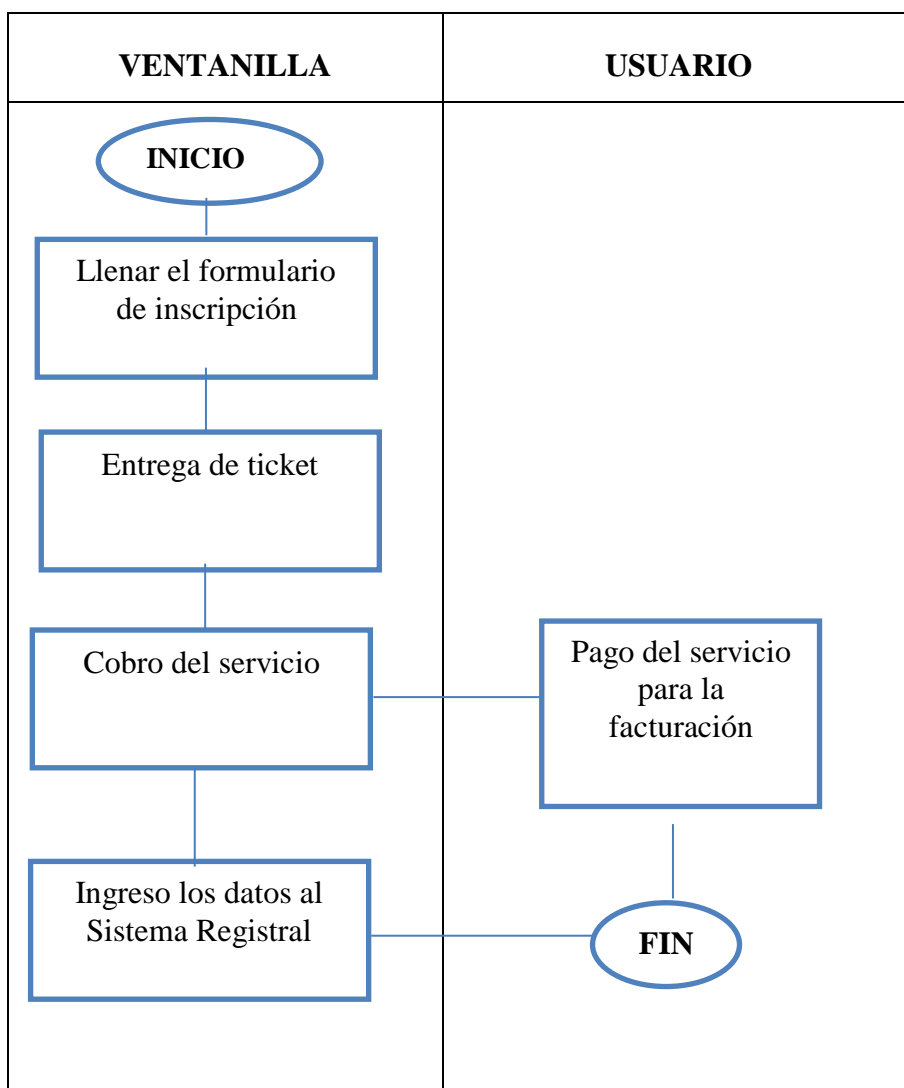 VENTANILLA
USUARIO
INICIO
Llenar el formulario
de inscripción
Entrega de ticket
Cobro del servicio
Pago del servicio
para la
facturación
Ingreso los datos al
Sistema Registral
FIN